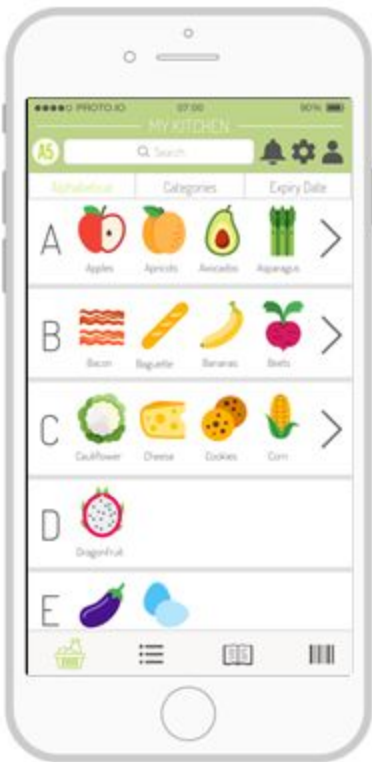 PROTO.IO 07:00 90%
MY KITCHEN
A5 Search
Alphabetical Categories Expiry Date
A
Apples Apricots Avocados Asparagus
B
Bacon Baguette Bananas Beets
C
Cauliflower Cheese Cookies Corn
D
Dragonfruit
E